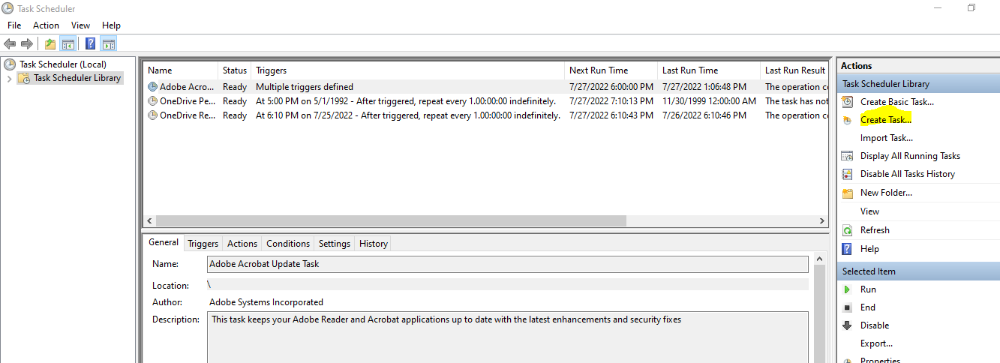 Task Scheduler
File Action View Help
Task Scheduler (Local)
Task Scheduler Library
Name Status Triggers Next Run Time Last Run Time Last Run Result
Adobe Acro... Ready Multiple triggers defined 7/27/2022 6:00:00 PM 7/27/2022 1:06:48 PM The operation co
OneDrive Pe... Ready At 5:00 PM on 5/1/1992 - After triggered, repeat every 1.00:00:00 indefinitely. 7/27/2022 7:10:13 PM 11/30/1999 12:00:00 AM The task has not
OneDrive Re... Ready At 6:10 PM on 7/25/2022 - After triggered, repeat every 1.00:00:00 indefinitely. 7/27/2022 6:10:43 PM 7/26/2022 6:10:46 PM The operation co
General Triggers Actions Conditions Settings History
Name: Adobe Acrobat Update Task
Location: \
Author: Adobe Systems Incorporated
Description: This task keeps your Adobe Reader and Acrobat applications up to date with the latest enhancements and security fixes
Actions
Task Scheduler Library
Create Basic Task...
Create Task...
Import Task...
Display All Running Tasks
Disable All Tasks History
New Folder...
View
Refresh
Help
Selected Item
Run
End
Disable
Export...
Properties